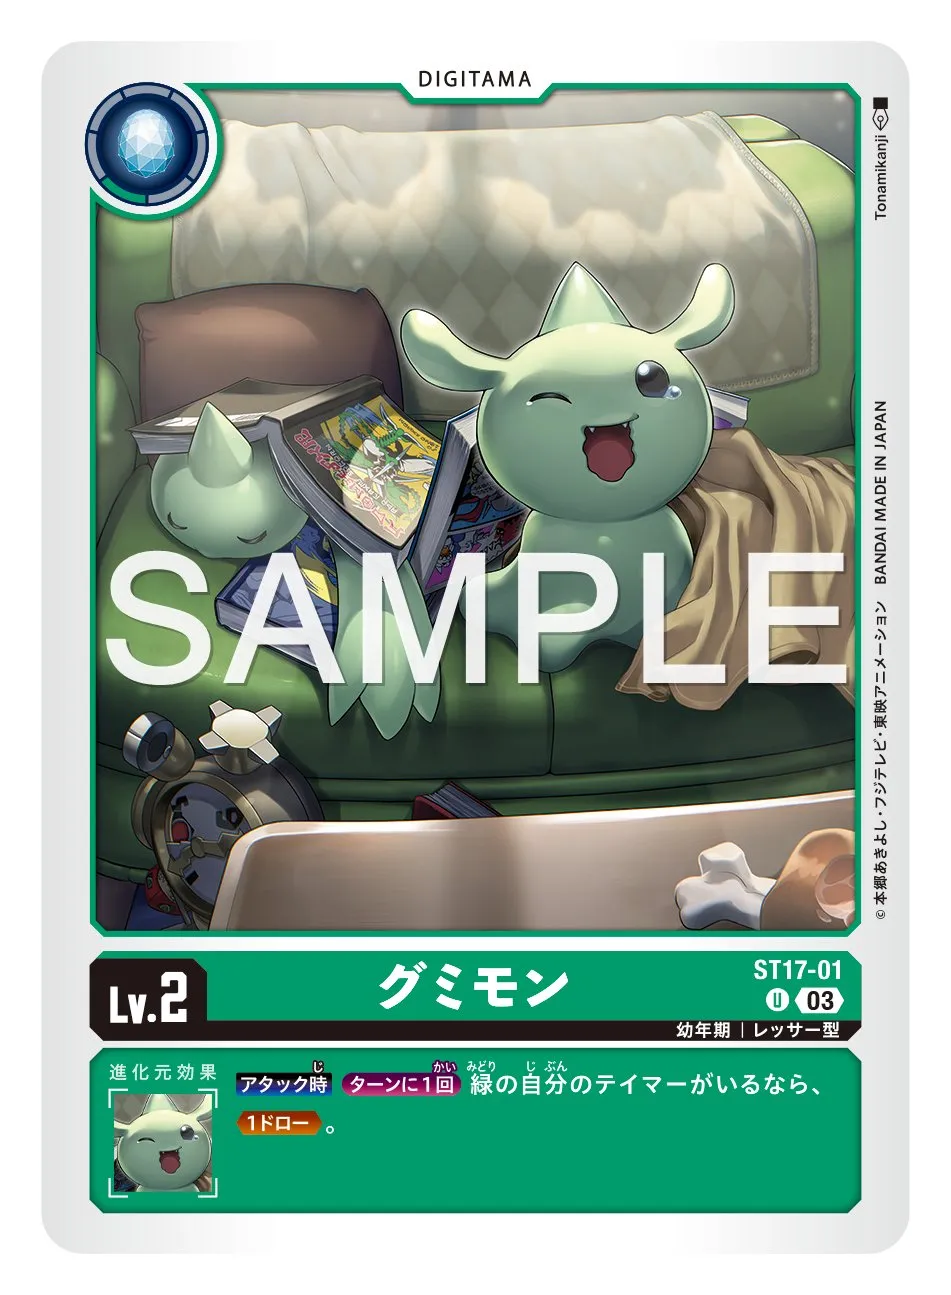 DIGITAMA
Tonamikanji
BANDAI MADE IN JAPAN
© 本郷あきよし・フジテレビ・東映アニメーション
SAMPLE
Lv.2
グミモン
ST17-01
U 03
幼年期 | レッサー型
進化元効果
アタック時 ターンに1回 緑の自分のテイマーがいるなら、
1ドロー 。